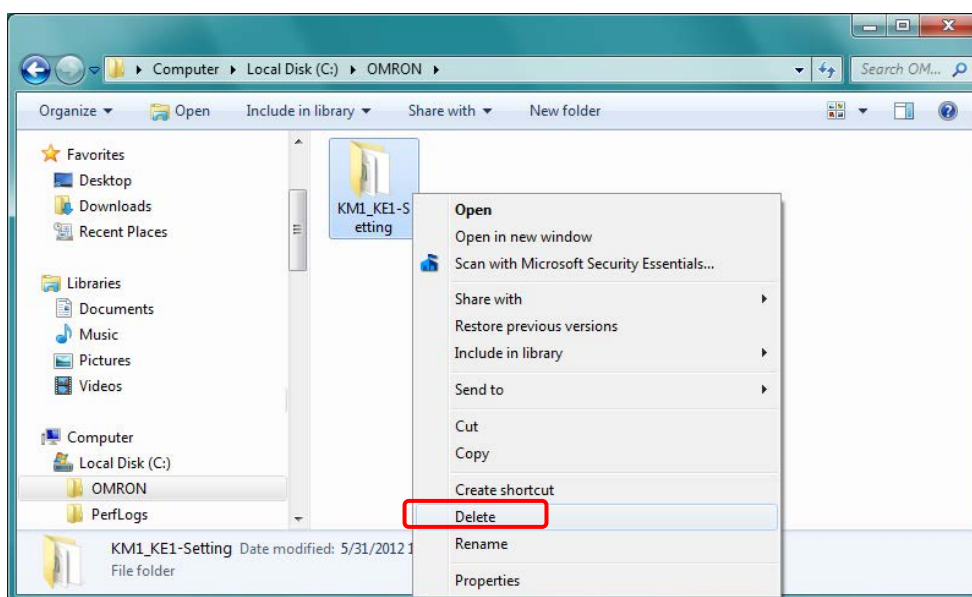 Computer ▸ Local Disk (C:) ▸ OMRON ▸
Search OM...
Organize Open Include in library Share with New folder
Favorites
Desktop
Downloads
Recent Places
Libraries
Documents
Music
Pictures
Videos
Computer
Local Disk (C:)
OMRON
PerfLogs
KM1_KE1-S
etting
Open
Open in new window
Scan with Microsoft Security Essentials...
Share with
Restore previous versions
Include in library
Send to
Cut
Copy
Create shortcut
Delete
Rename
Properties
KM1_KE1-Setting Date modified: 5/31/2012 1
File folder